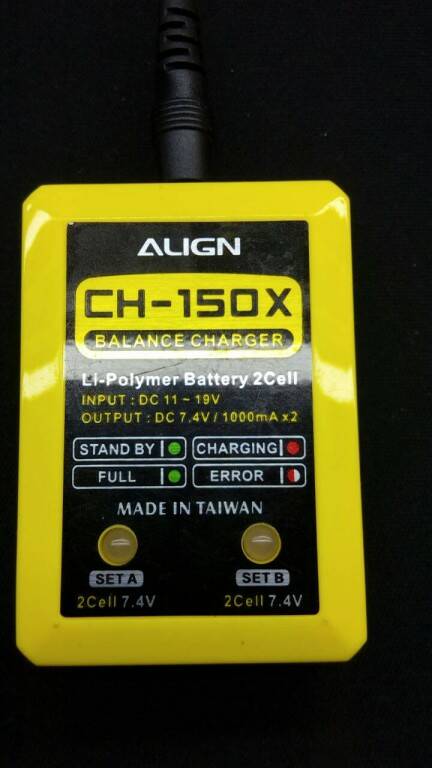 ALIGN
CH-150X
BALANCE CHARGER
Li-Polymer Battery 2Cell
INPUT : DC 11 ~ 19V
OUTPUT : DC 7.4V / 1000mA x2
STAND BY CHARGING
FULL ERROR
MADE IN TAIWAN
SET A SET B
2Cell 7.4V 2Cell 7.4V